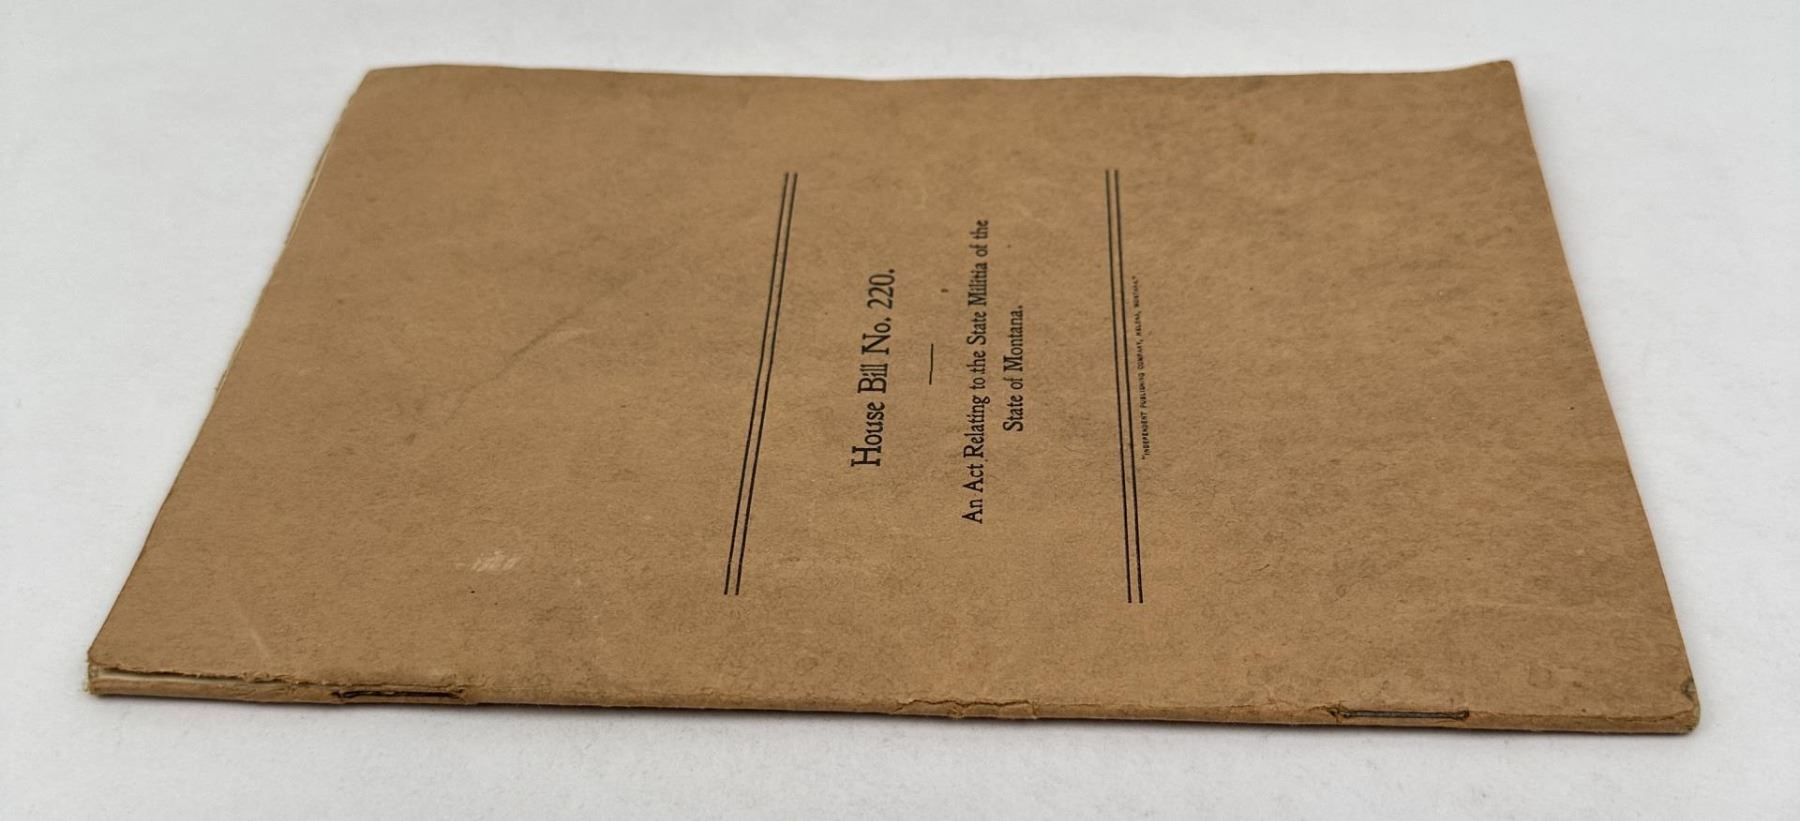 House Bill No. 220.
An Act Relating to the State Militia of the
State of Montana.
"INDEPENDENT PUBLISHING COMPANY, HELENA, MONTANA"